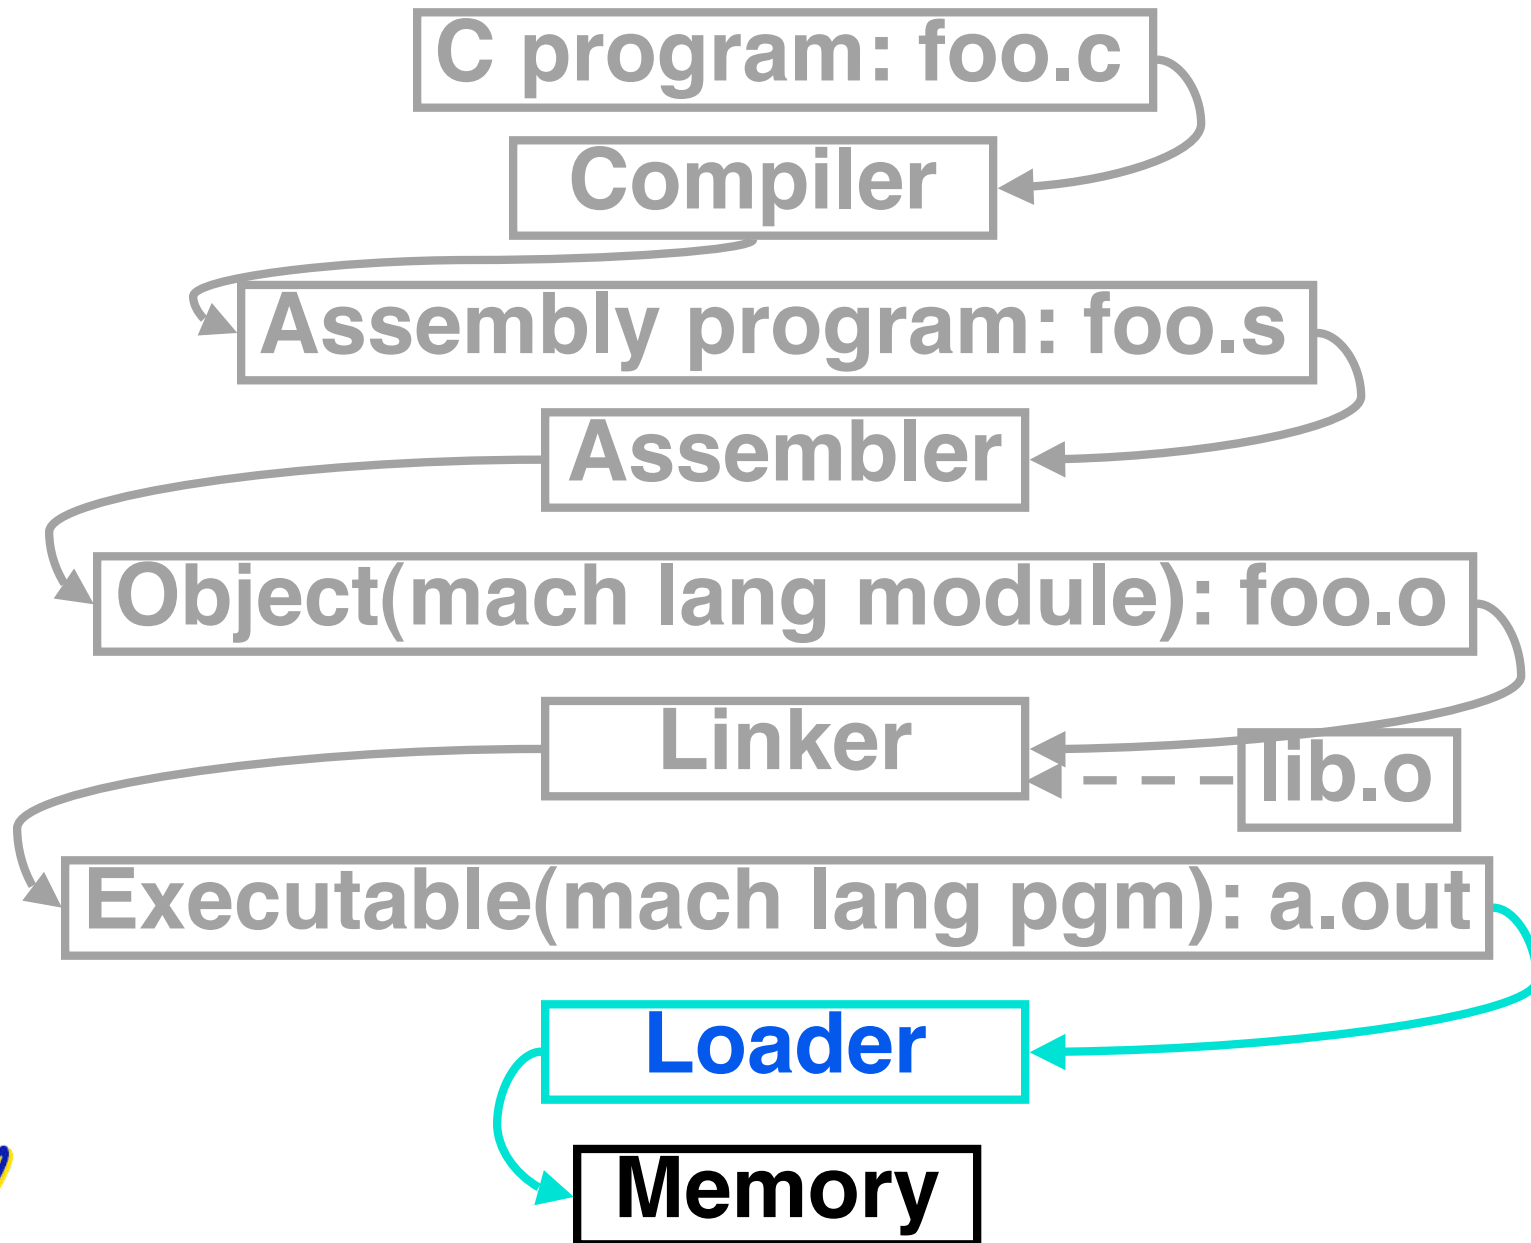 C program: foo.c
Compiler
Assembly program: foo.s
Assembler
Object(mach lang module): foo.o
Linker
lib.o
Executable(mach lang pgm): a.out
Loader
Memory